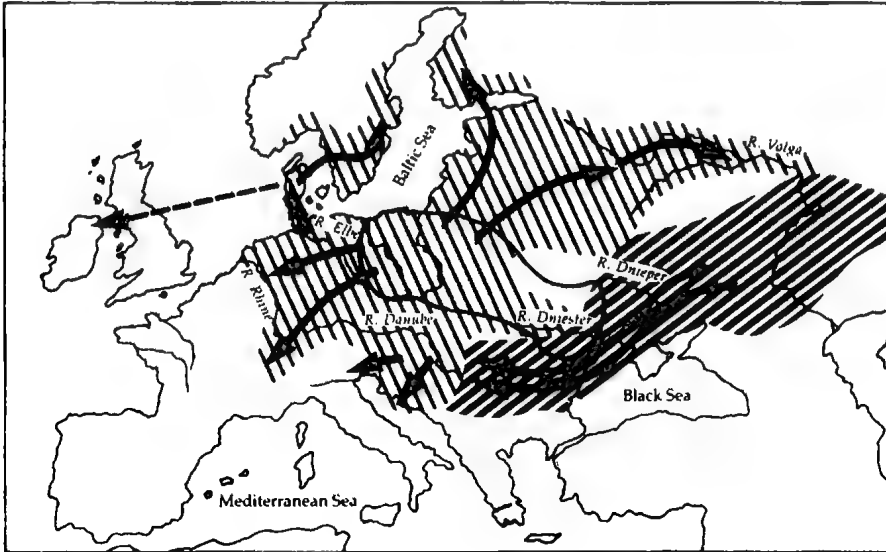 Baltic Sea
R. Volga
R. Elbe
R. Dnieper
R. Rhine
R. Danube
R. Dniester
Black Sea
Mediterranean Sea